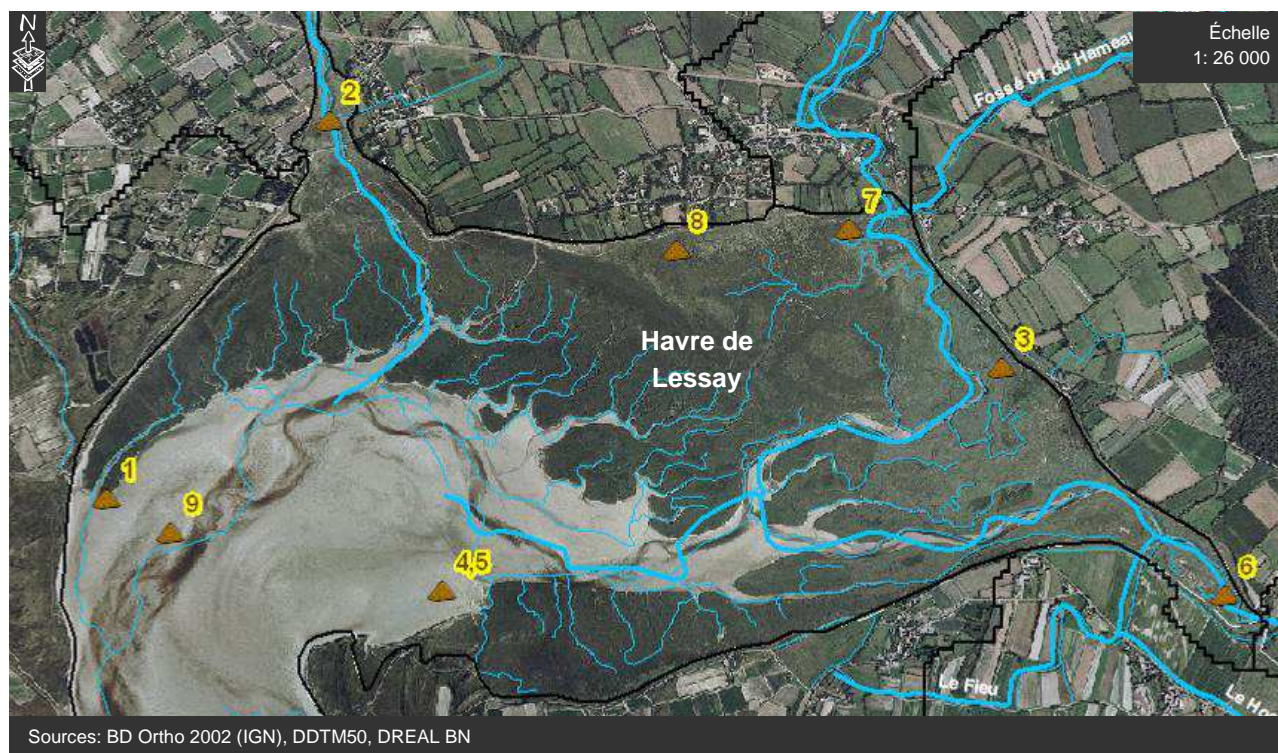 N
Échelle
1: 26 000
2
Fossé 01 du Hameau
7
8
Havre de
Lessay
3
1
9
4,5
6
Le Fieu
Le Ho
Sources: BD Ortho 2002 (IGN), DDTM50, DREAL BN